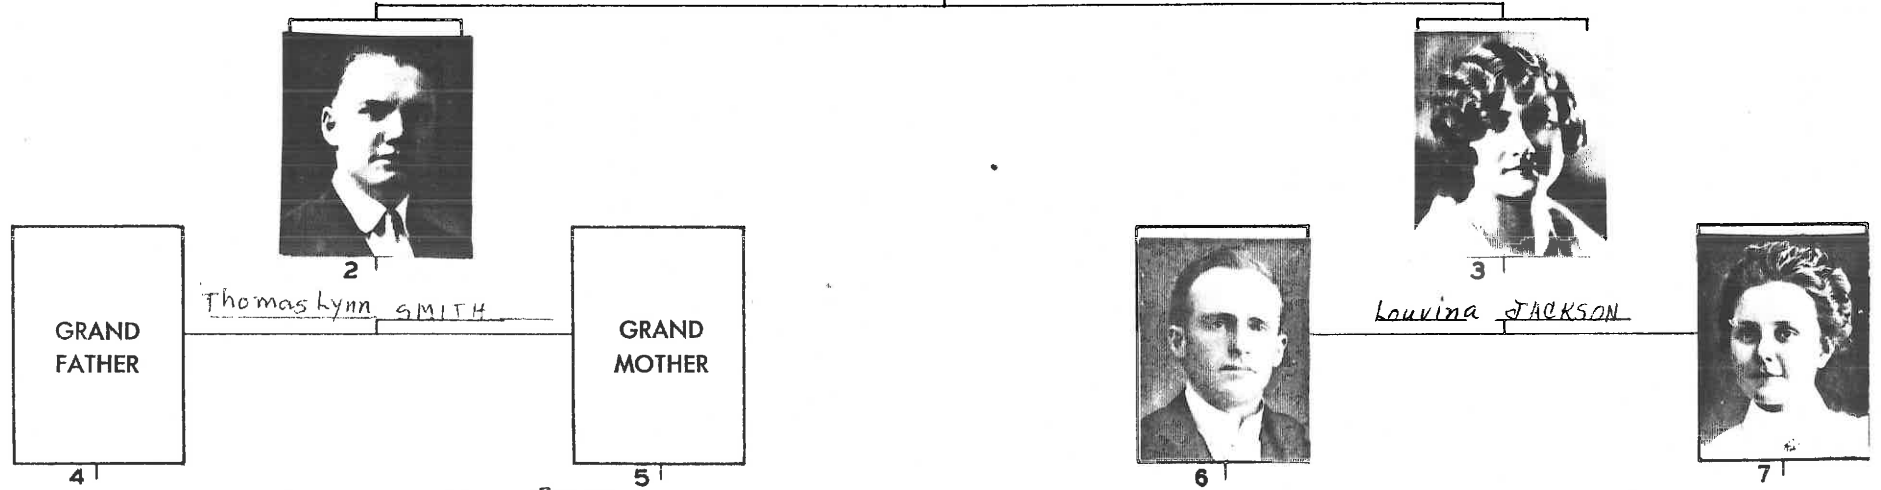 2
3
Thomas Lynn SMITH
Louvina JACKSON
GRAND
FATHER
GRAND
MOTHER
4
5
6
7